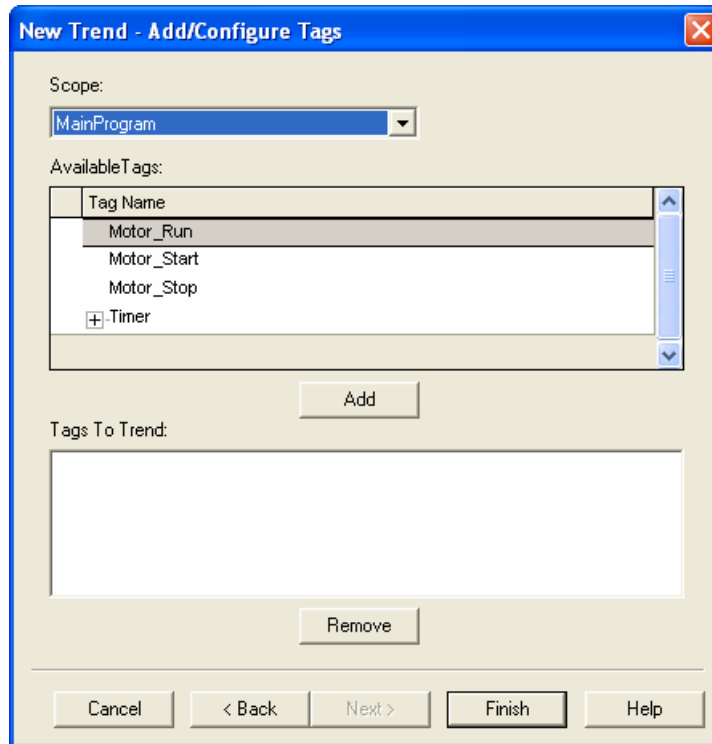 New Trend - Add/Configure Tags
Scope:
MainProgram
AvailableTags:
Tag Name
Motor_Run
Motor_Start
Motor_Stop
Timer
Add
Tags To Trend:
Remove
Cancel < Back Next > Finish Help